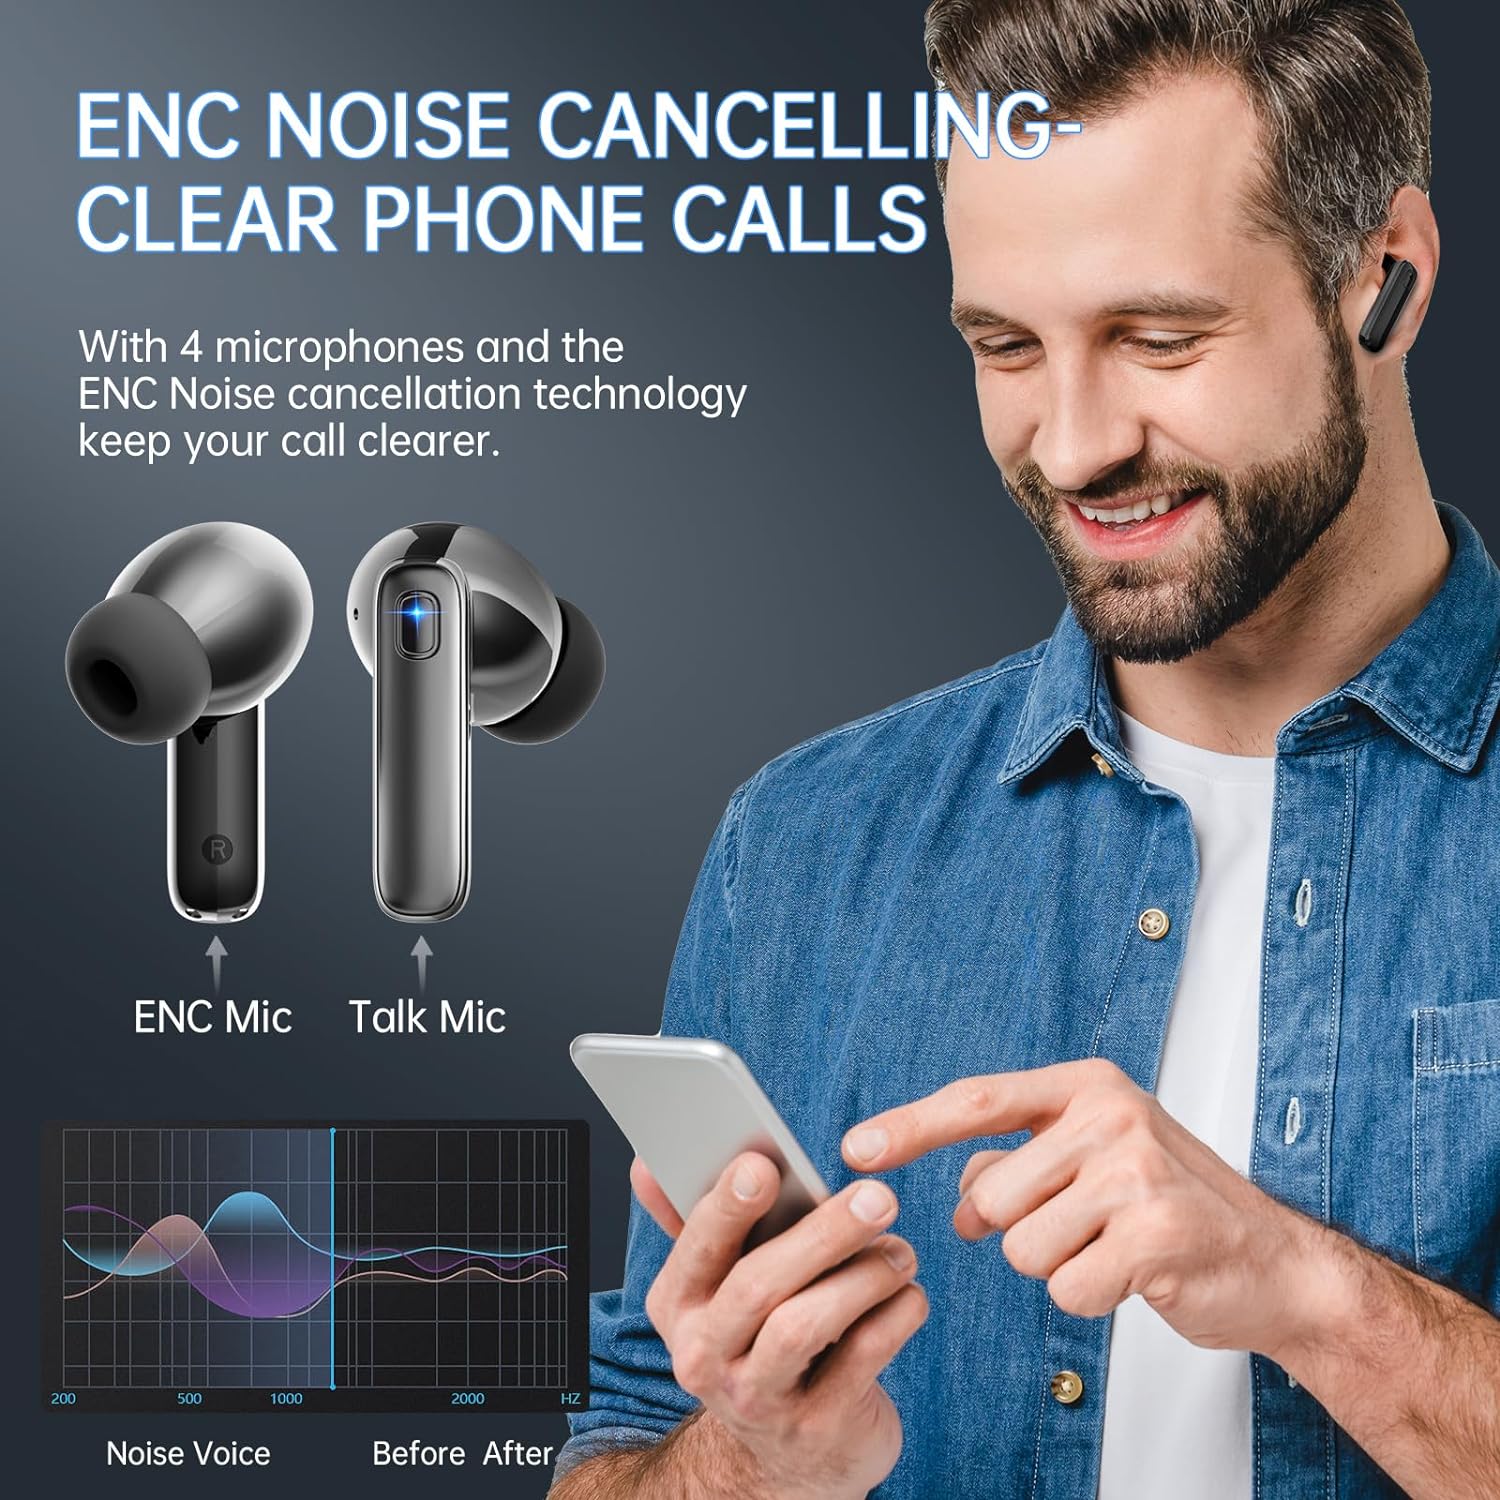 ENC NOISE CANCELLING-
CLEAR PHONE CALLS
With 4 microphones and the
ENC Noise cancellation technology
keep your call clearer.
R
ENC Mic
Talk Mic
200
500
1000
2000
HZ
Noise Voice
Before After